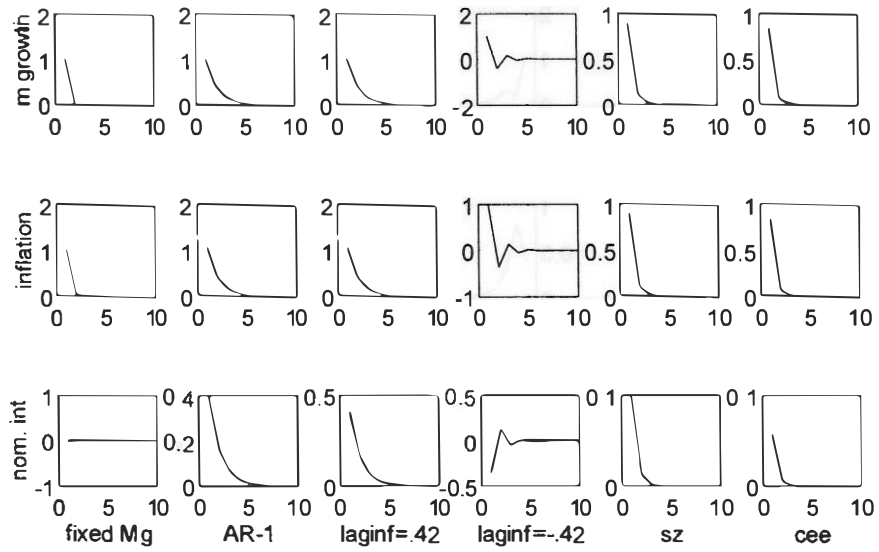 m growth
2 2 2 2 1 1
1 1 1 0 0.5 0.5
0 0 0 -2 0 0
0 5 10 0 5 10 0 5 10 0 5 10 0 5 10 0 5 10
inflation
2 2 2 1 1 1
1 1 1 0 0.5 0.5
0 0 0 -1 0 0
0 5 10 0 5 10 0 5 10 0 5 10 0 5 10 0 5 10
nom. int
1 0 4 0.5 0.5 0 1 0 1
0 0.2 0
-1 0 0 -0.5 0 0
0 5 10 0 5 10 0 5 10 0 5 10 0 5 10 0 5 10
fixed Mg AR-1 laginf=.42 laginf=-.42 sz cee